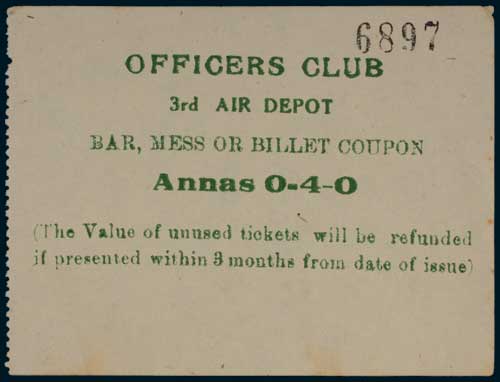 6897
OFFICERS CLUB
3rd AIR DEPOT
BAR, MESS OR BILLET COUPON
Annas 0-4-0
(The Value of unused tickets will be refunded
if presented within 3 months from date of issue)